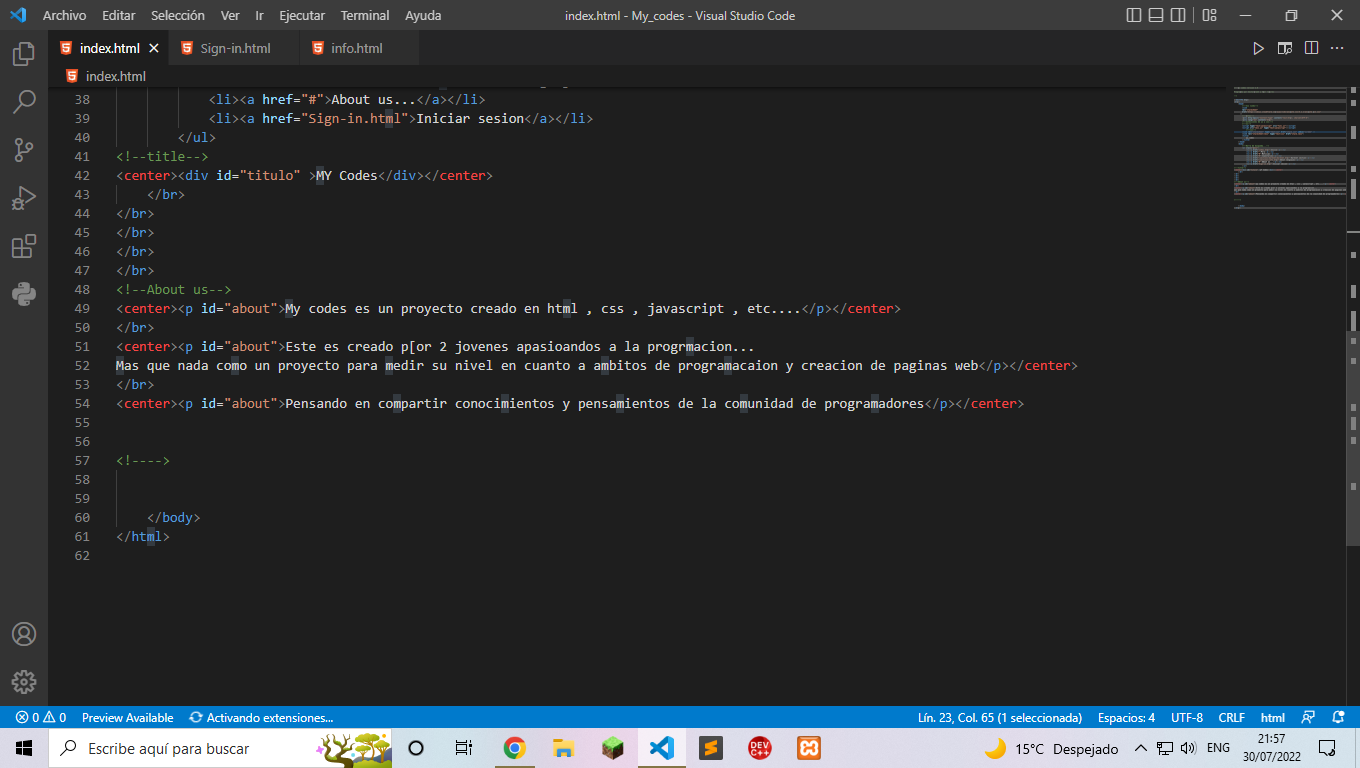 Archivo Editar Selección Ver Ir Ejecutar Terminal Ayuda index.html - My_codes - Visual Studio Code
index.html Sign-in.html info.html
index.html
38 <li><a href="#">About us...</a></li>
39 <li><a href="Sign-in.html">Iniciar sesion</a></li>
40 </ul>
41 <!--title-->
42 <center><div id="titulo" >MY Codes</div></center>
43 </br>
44 </br>
45 </br>
46 </br>
47 </br>
48 <!--About us-->
49 <center><p id="about">My codes es un proyecto creado en html , css , javascript , etc....</p></center>
50 </br>
51 <center><p id="about">Este es creado p[or 2 jovenes apasioandos a la progrmacion...
52 Mas que nada como un proyecto para medir su nivel en cuanto a ambitos de programacaion y creacion de paginas web</p></center>
53 </br>
54 <center><p id="about">Pensando en compartir conocimientos y pensamientos de la comunidad de programadores</p></center>
55
56
57 <!---->
58
59
60 </body>
61 </html>
62
0 0 Preview Available Activando extensiones... Lín. 23, Col. 65 (1 seleccionada) Espacios: 4 UTF-8 CRLF html
Escribe aquí para buscar DEV C++ 15°C Despejado ENG 21:57
30/07/2022